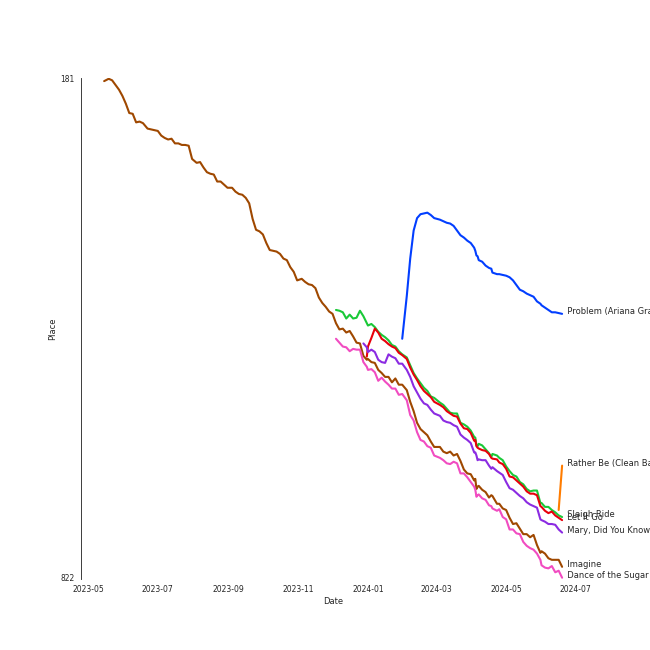 181
Place
822
Problem (Ariana Gra
Rather Be (Clean Ba
Sleigh Ride
Let It Go
Mary, Did You Know
Imagine
Dance of the Sugar
2023-05
2023-07
2023-09
2023-11
2024-01
2024-03
2024-05
2024-07
Date